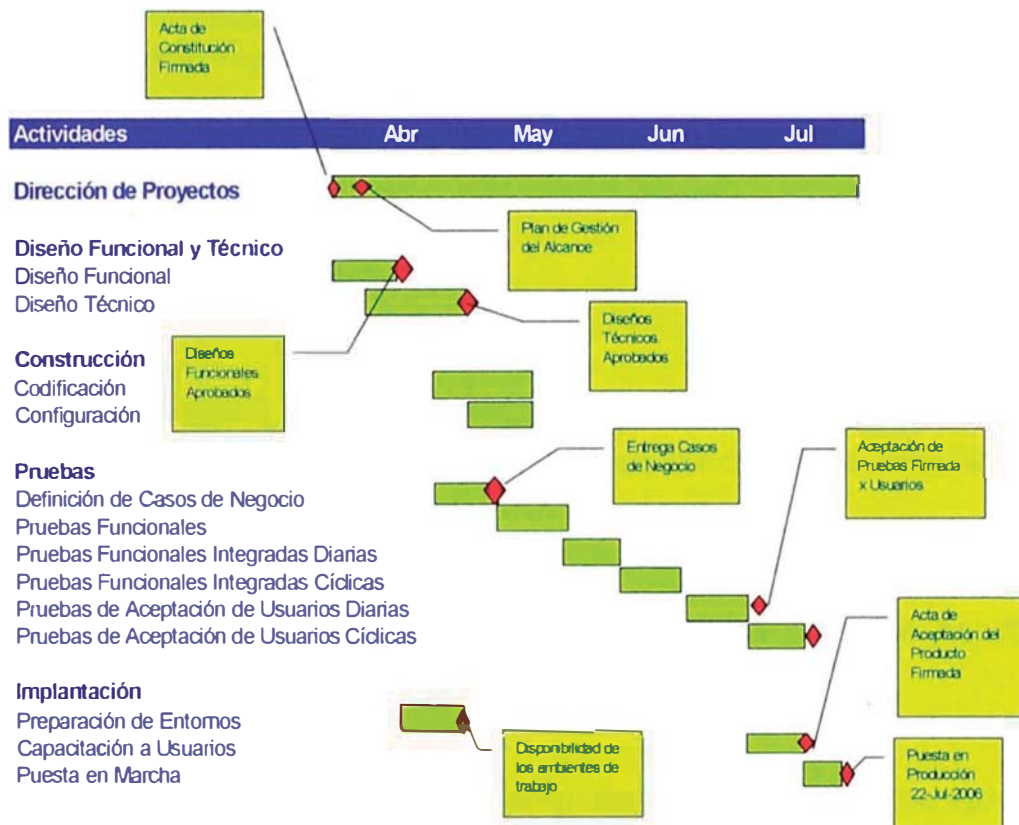 Acta de
Constitución
Firmada
Actividades Abr May Jun Jul
Dirección de Proyectos
Plan de Gestión
del Alcance
Diseño Funcional y Técnico
Diseño Funcional
Diseño Técnico
Diseños
Técnicos
Aprobados
Diseños
Funcionales
Aprobados
Construcción
Codificación
Configuración
Entrega Casos
de Negocio
Aceptación de
Pruebas Firmada
x Usuarios
Pruebas
Definición de Casos de Negocio
Pruebas Funcionales
Pruebas Funcionales Integradas Diarias
Pruebas Funcionales Integradas Cíclicas
Pruebas de Aceptación de Usuarios Diarias
Pruebas de Aceptación de Usuarios Cíclicas
Acta de
Aceptación del
Producto
Firmada
Implantación
Preparación de Entornos
Capacitación a Usuarios
Puesta en Marcha
Disponibilidad de
los ambientes de
trabajo
Puesta en
Producción
22-Jul-2006